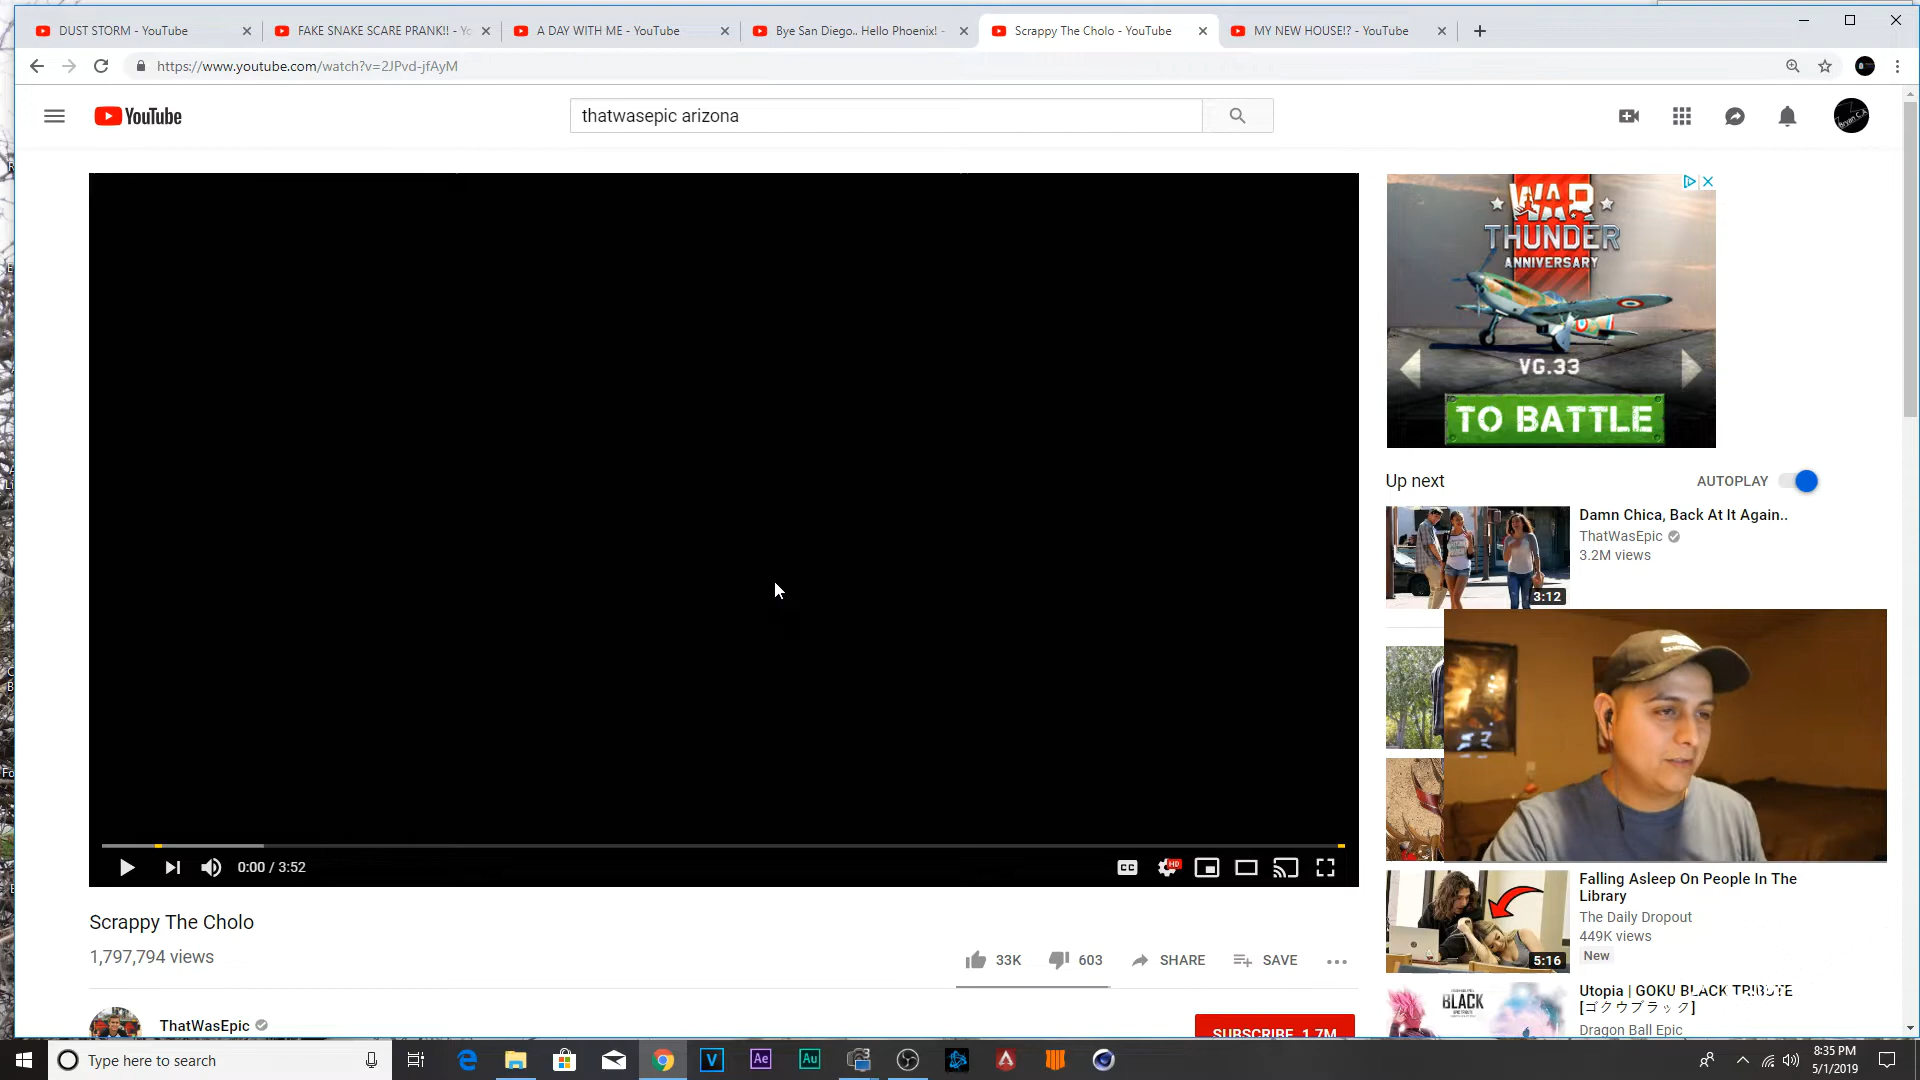 DUST STORM - YouTube
FAKE SNAKE SCARE PRANK!! - Yo
A DAY WITH ME - YouTube
Bye San Diego.. Hello Phoenix! -
Scrappy The Cholo - YouTube
MY NEW HOUSE!? - YouTube
https://www.youtube.com/watch?v=2JPvd-jfAyM
YouTube
thatwasepic arizona
WAR
THUNDER
ANNIVERSARY
VG.33
TO BATTLE
Up next
AUTOPLAY
Damn Chica, Back At It Again..
ThatWasEpic
3.2M views
3:12
0:00 / 3:52
CC
HD
Scrappy The Cholo
1,797,794 views
33K
603
SHARE
SAVE
Falling Asleep On People In The
Library
The Daily Dropout
449K views
New
5:16
BLACK
Utopia | GOKU BLACK TRIBUTE
[ゴクウブラック]
Dragon Ball Epic
ThatWasEpic
SUBSCRIBE 1.7M
Type here to search
V
Ae
Au
8:35 PM
5/1/2019